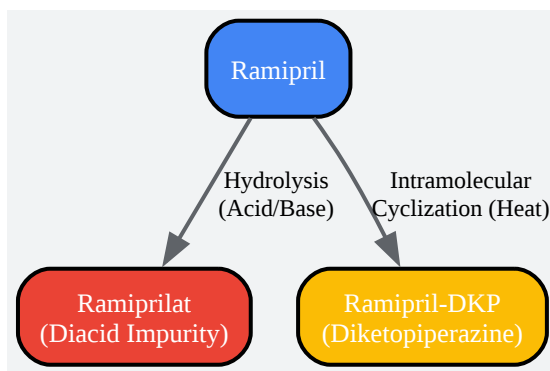 Ramipril
Hydrolysis
(Acid/Base)
Intramolecular
Cyclization (Heat)
Ramiprilat
(Diacid Impurity)
Ramipril-DKP
(Diketopiperazine)